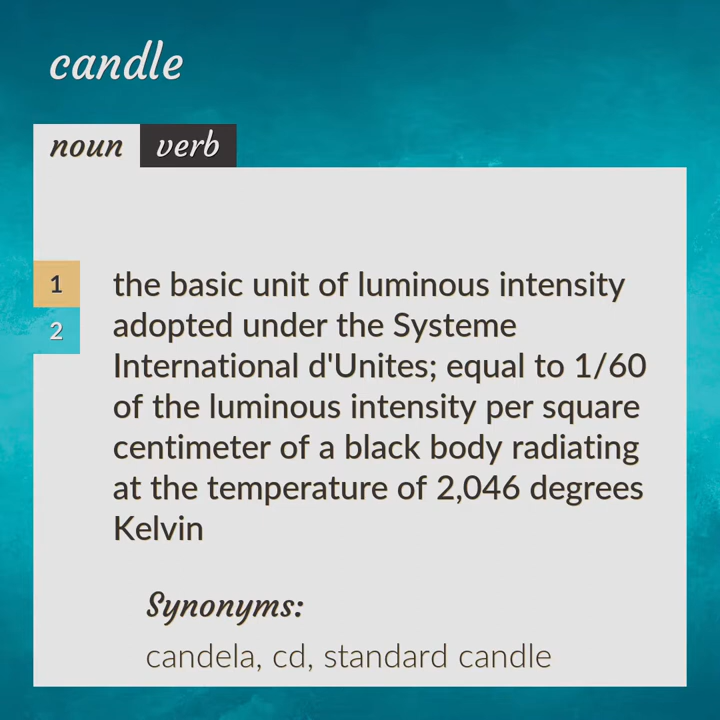 candle
noun verb
1
2
the basic unit of luminous intensity
adopted under the Systeme
International d'Unites; equal to 1/60
of the luminous intensity per square
centimeter of a black body radiating
at the temperature of 2,046 degrees
Kelvin
Synonyms:
candela, cd, standard candle